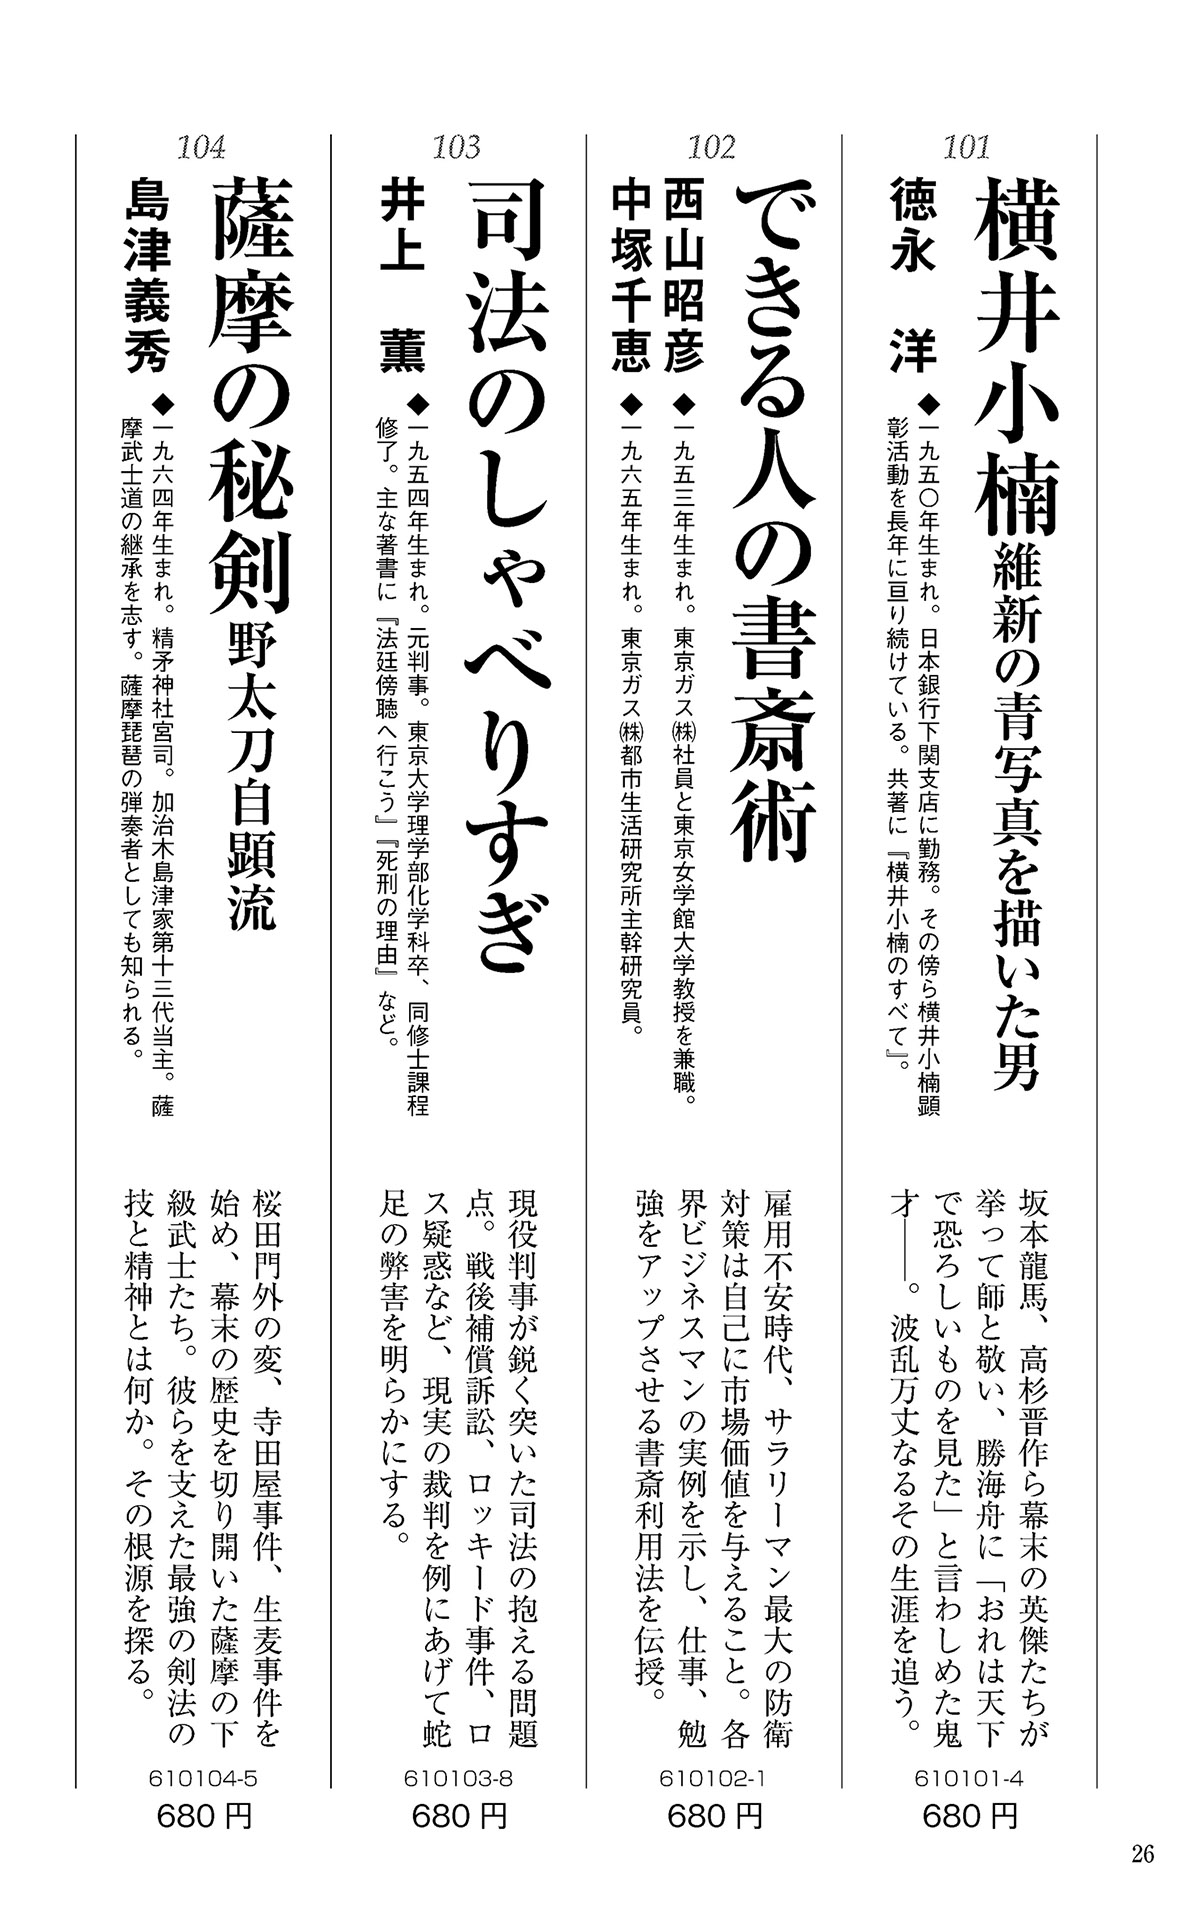 101
横井小楠維新の青写真を描いた男
徳永 洋
◆一九五〇年生まれ。日本銀行下関支店に勤務。その傍ら横井小楠顕
彰活動を長年に亘り続けている。共著に『横井小楠のすべて』。
坂本龍馬、高杉晋作ら幕末の英傑たちが
挙って師と敬い、勝海舟に「おれは天下
で恐ろしいものを見た」と言わしめた鬼
才――。波乱万丈なるその生涯を追う。
610101-4
680円
102
できる人の書斎術
西山昭彦
◆一九五三年生まれ。東京ガス㈱社員と東京女学館大学教授を兼職。
中塚千恵
◆一九六五年生まれ。東京ガス㈱都市生活研究所主幹研究員。
雇用不安時代、サラリーマン最大の防衛
対策は自己に市場価値を与えること。各
界ビジネスマンの実例を示し、仕事、勉
強をアップさせる書斎利用法を伝授。
610102-1
680円
103
司法のしゃべりすぎ
井上 薫
◆一九五四年生まれ。元判事。東京大学理学部化学科卒、同修士課程
修了。主な著書に『法廷傍聴へ行こう』『死刑の理由』など。
現役判事が鋭く突いた司法の抱える問題
点。戦後補償訴訟、ロッキード事件、ロ
ス疑惑など、現実の裁判を例にあげて蛇
足の弊害を明らかにする。
610103-8
680円
104
薩摩の秘剣野太刀自顕流
島津義秀
◆一九六四年生まれ。精矛神社宮司。加治木島津家第十三代当主。薩
摩武士道の継承を志す。薩摩琵琶の弾奏者としても知られる。
桜田門外の変、寺田屋事件、生麦事件を
始め、幕末の歴史を切り開いた薩摩の下
級武士たち。彼らを支えた最強の剣法の
技と精神とは何か。その根源を探る。
610104-5
680円
26